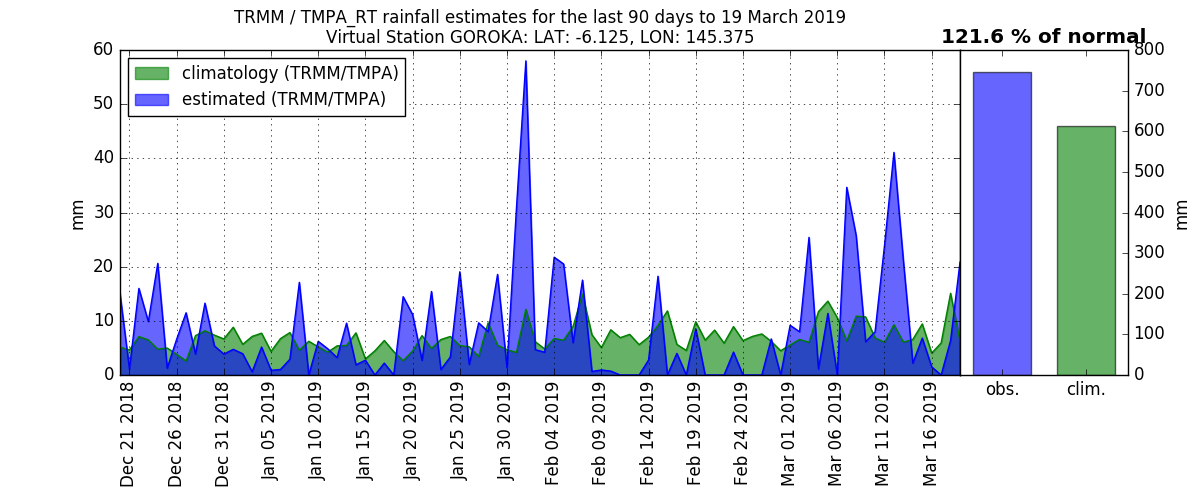 TRMM / TMPA_RT rainfall estimates for the last 90 days to 19 March 2019
Virtual Station GOROKA: LAT: -6.125, LON: 145.375
121.6 % of normal
climatology (TRMM/TMPA)
estimated (TRMM/TMPA)
60
50
40
30
20
10
0
mm
Dec 21 2018
Dec 26 2018
Dec 31 2018
Jan 05 2019
Jan 10 2019
Jan 15 2019
Jan 20 2019
Jan 25 2019
Jan 30 2019
Feb 04 2019
Feb 09 2019
Feb 14 2019
Feb 19 2019
Feb 24 2019
Mar 01 2019
Mar 06 2019
Mar 11 2019
Mar 16 2019
obs.
clim.
800
700
600
500
400
300
200
100
0
mm